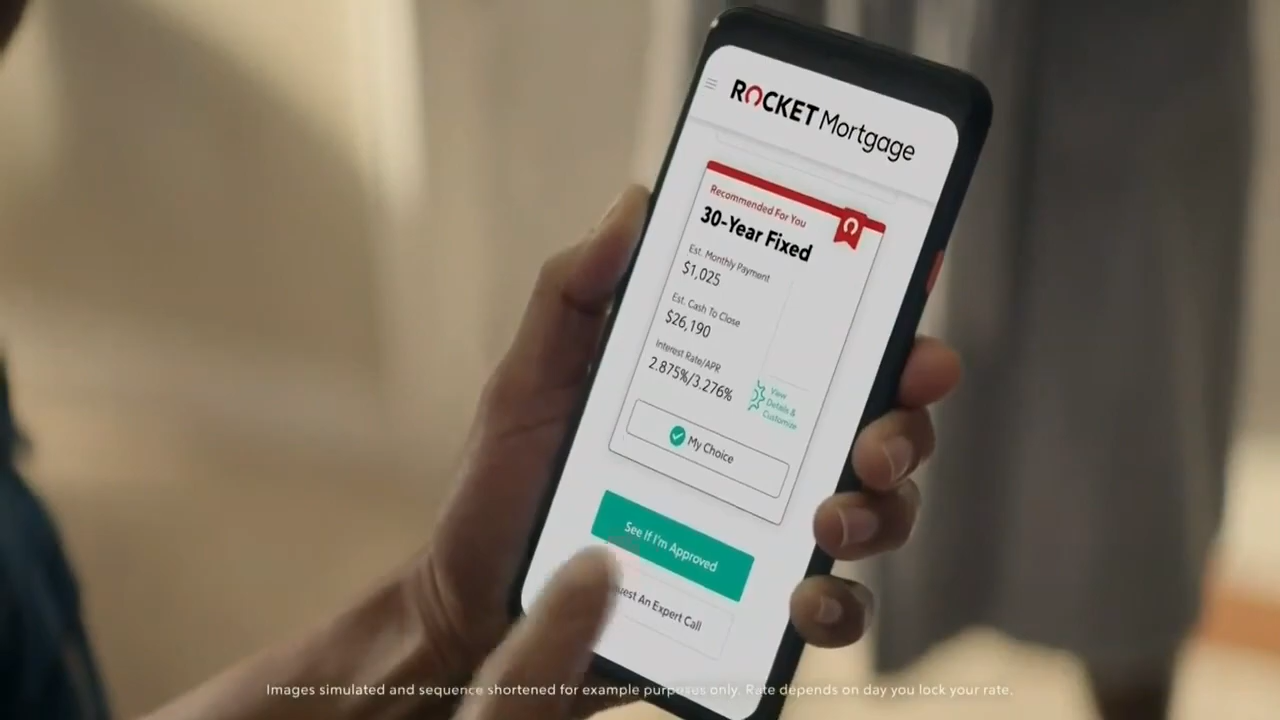 ROCKET Mortgage
Recommended For You
30-Year Fixed
Est. Monthly Payment
$1,025
Est. Cash To Close
$26,190
Interest Rate/APR
2.875%/3.276%
View
Details &
Customize
My Choice
See If I'm Approved
An Expert Call
Images simulated and sequence shortened for example purposes only. Rate depends on day you lock your rate.